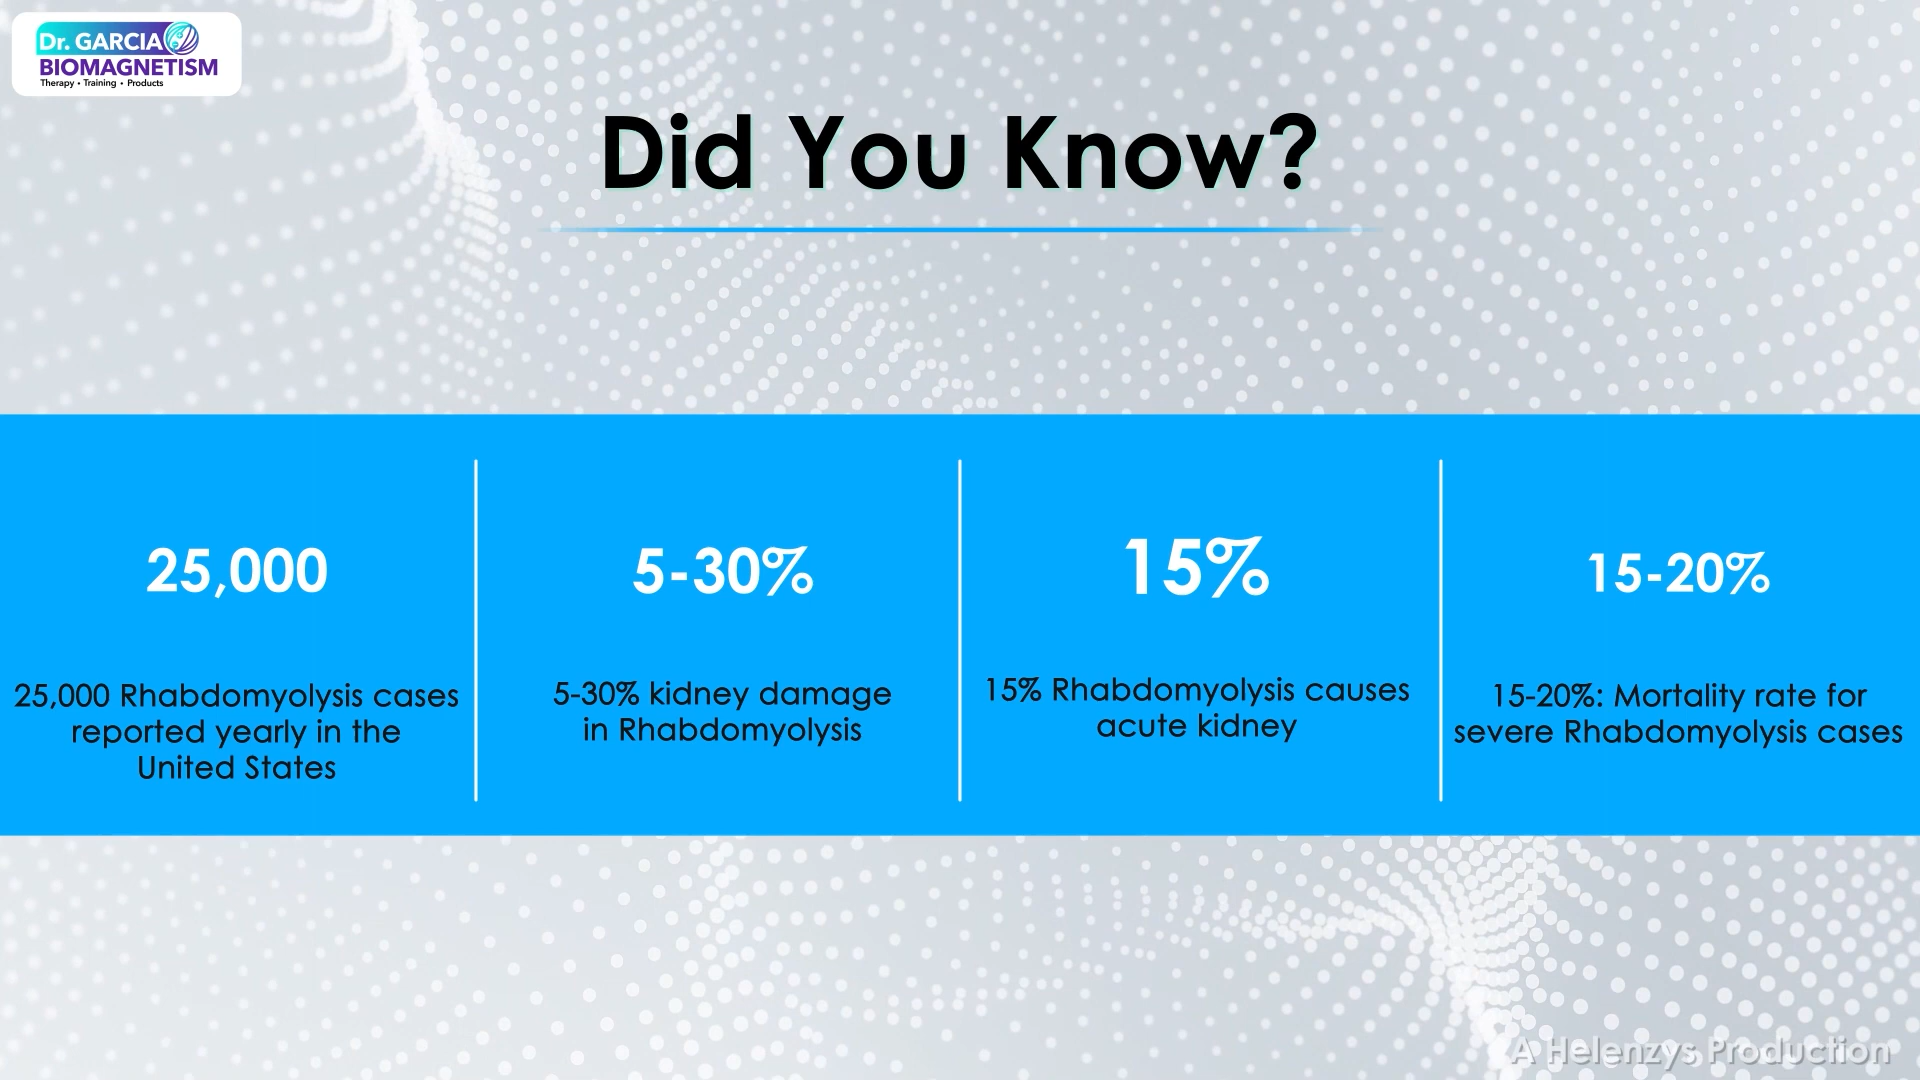 Dr. GARCIA
BIOMAGNETISM
Therapy • Training • Products
Did You Know?
25,000
25,000 Rhabdomyolysis cases
reported yearly in the
United States
5-30%
5-30% kidney damage
in Rhabdomyolysis
15%
15% Rhabdomyolysis causes
acute kidney
15-20%
15-20%: Mortality rate for
severe Rhabdomyolysis cases
A Helenzys Production